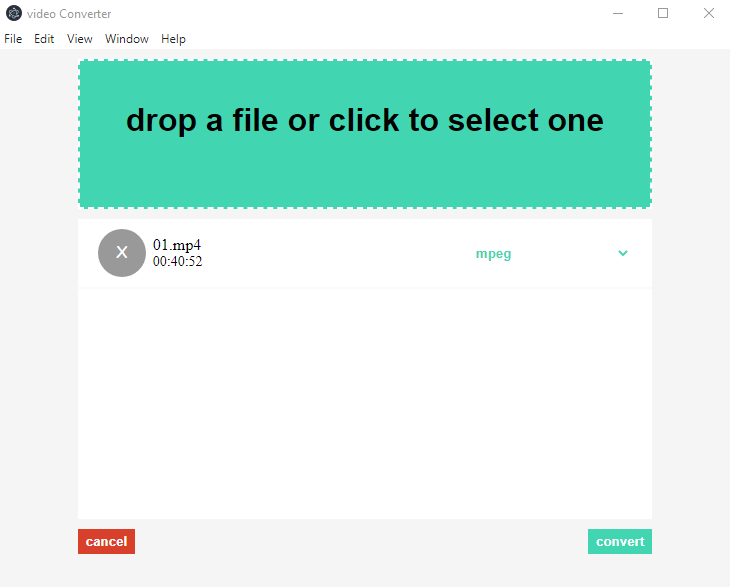 video Converter
File Edit View Window Help
drop a file or click to select one
X
01.mp4
mpeg
00:40:52
cancel
convert